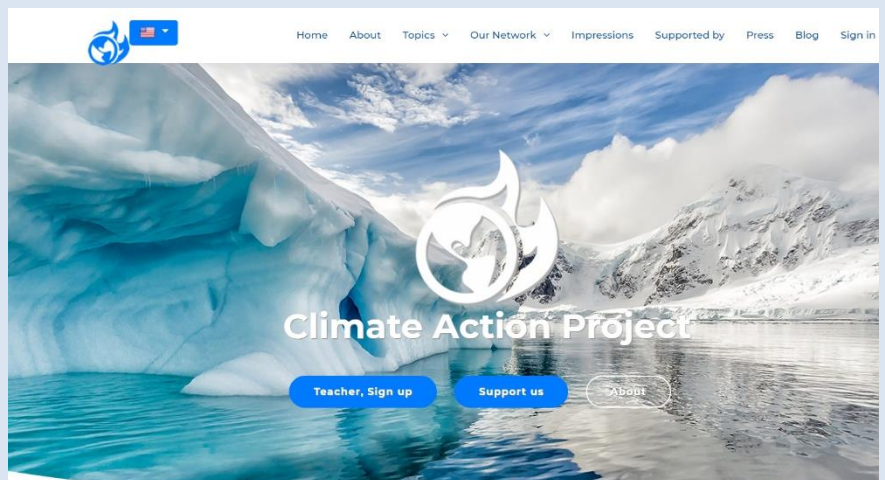 Home About Topics Our Network Impressions Supported by Press Blog Sign in
Climate Action Project
Teacher, Sign up Support us About